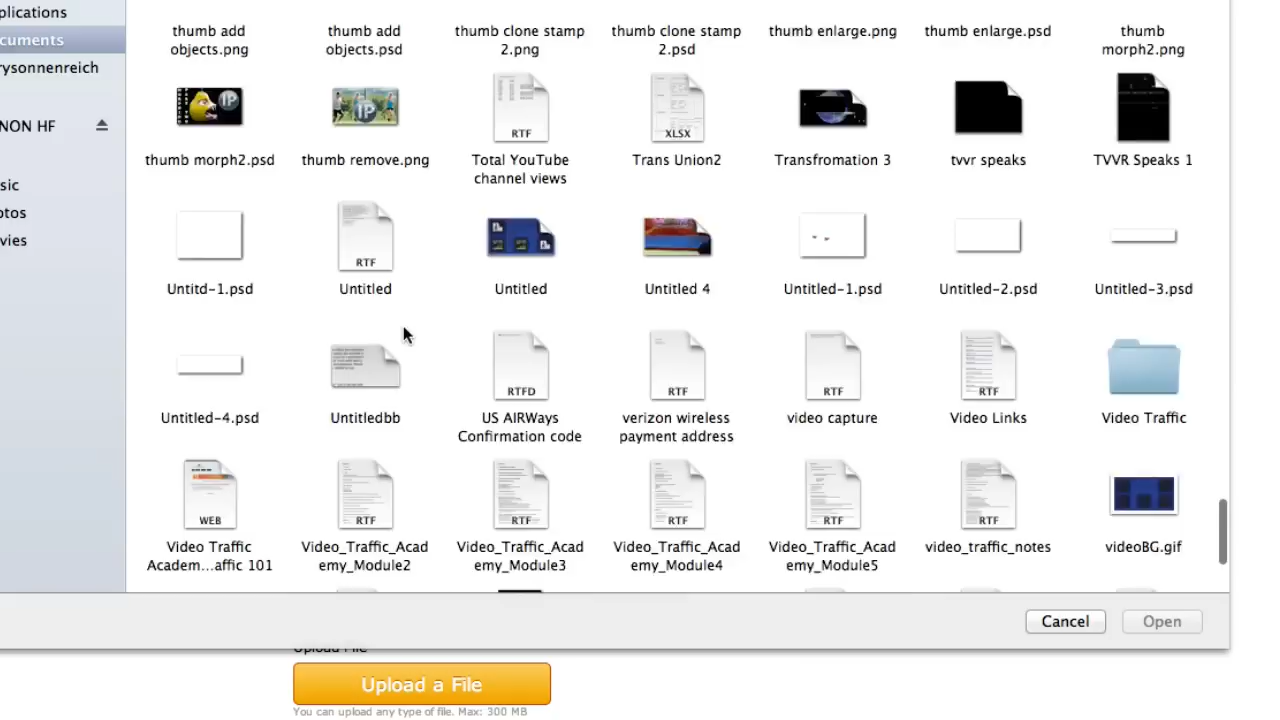 plications
cuments
rysonnenreich
NON HF
sic
otos
vies
thumb add
objects.png
thumb add
objects.psd
thumb clone stamp
2.png
thumb clone stamp
2.psd
thumb enlarge.png
thumb enlarge.psd
thumb
morph2.png
IP
thumb morph2.psd
IP
thumb remove.png
RTF
Total YouTube
channel views
XLSX
Trans Union2
Transfromation 3
tvvr speaks
TVVR Speaks 1
Untitd-1.psd
RTF
Untitled
Untitled
Untitled 4
Untitled-1.psd
Untitled-2.psd
Untitled-3.psd
Untitled-4.psd
Untitledbb
RTFD
US AIRWays
Confirmation code
RTF
verizon wireless
payment address
RTF
video capture
RTF
Video Links
Video Traffic
WEB
Video Traffic
Academ...affic 101
RTF
Video_Traffic_Acad
emy_Module2
RTF
Video_Traffic_Acad
emy_Module3
RTF
Video_Traffic_Acad
emy_Module4
RTF
Video_Traffic_Acad
emy_Module5
RTF
video_traffic_notes
videoBG.gif
Cancel
Open
Upload File
Upload a File
You can upload any type of file. Max: 300 MB